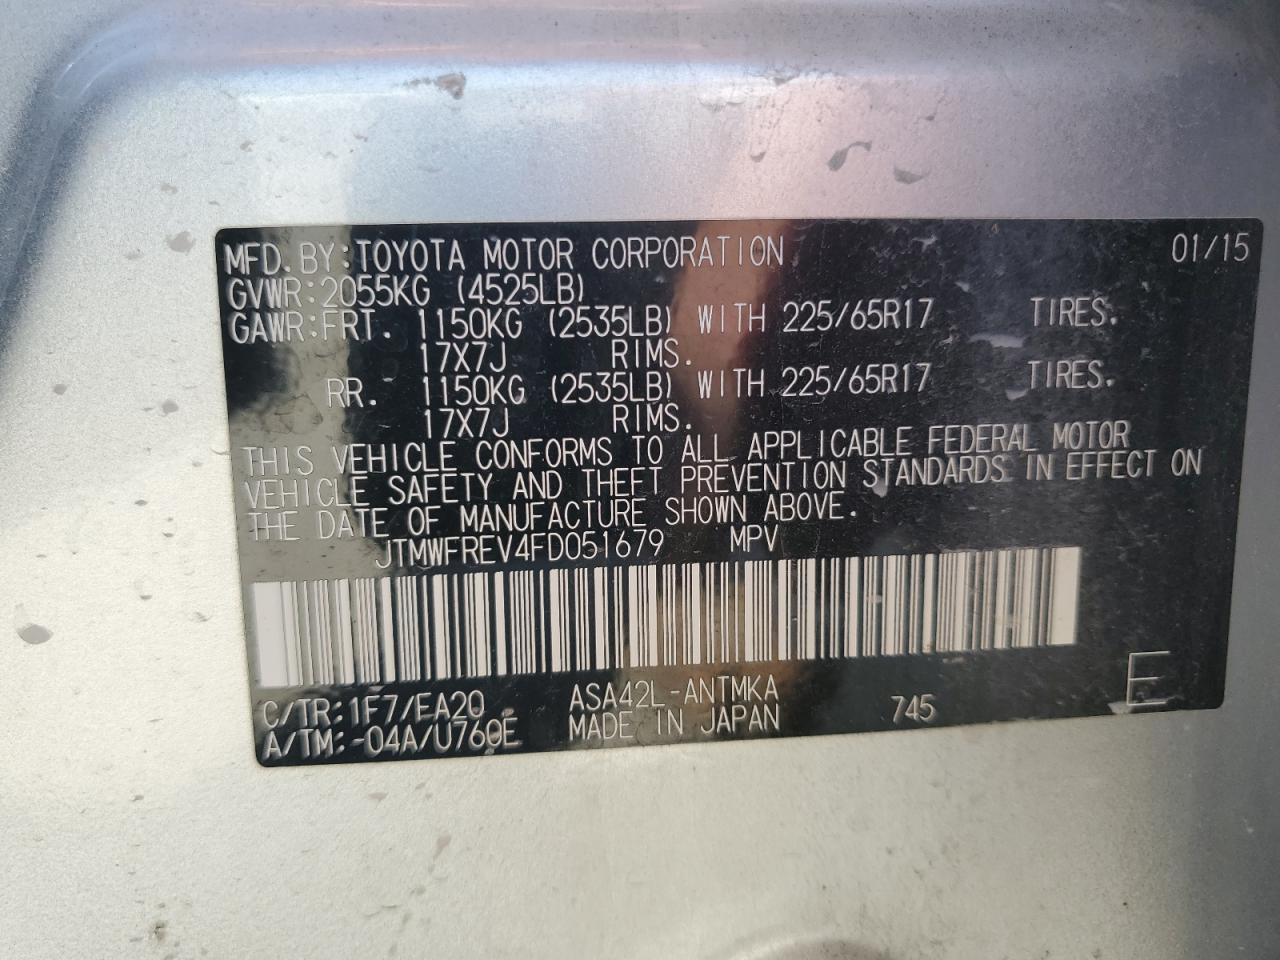 MFD. BY:TOYOTA MOTOR CORPORATION 01/15
GVWR:2055KG (4525LB)
GAWR:FRT. 1150KG (2535LB) WITH 225/65R17 TIRES.
17X7J RIMS.
RR. 1150KG (2535LB) WITH 225/65R17 TIRES.
17X7J RIMS.
THIS VEHICLE CONFORMS TO ALL APPLICABLE FEDERAL MOTOR
VEHICLE SAFETY AND THEFT PREVENTION STANDARDS IN EFFECT ON
THE DATE OF MANUFACTURE SHOWN ABOVE.
JTMWFREV4FD051679 MPV
C/TR:1F7/EA20 ASA42L-ANTMKA 745 E
A/TM:-04A/U760E MADE IN JAPAN